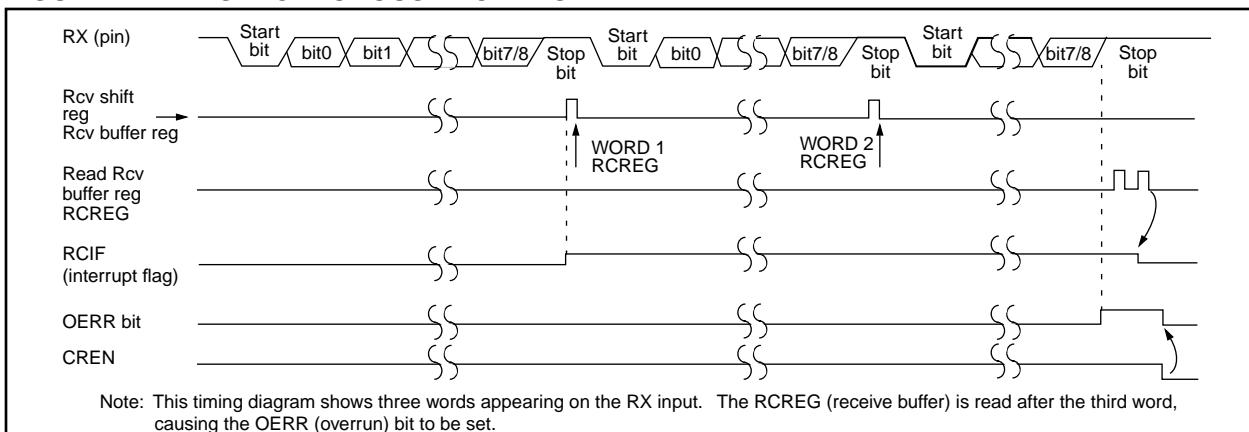 RX (pin)
Start
bit
bit0
bit1
bit7/8
Stop
bit
Start
bit
bit0
bit7/8
Stop
bit
Start
bit
bit7/8
Stop
bit
Rcv shift
reg
Rcv buffer reg
WORD 1
RCREG
WORD 2
RCREG
Read Rcv
buffer reg
RCREG
RCIF
(interrupt flag)
OERR bit
CREN
Note: This timing diagram shows three words appearing on the RX input. The RCREG (receive buffer) is read after the third word,
causing the OERR (overrun) bit to be set.